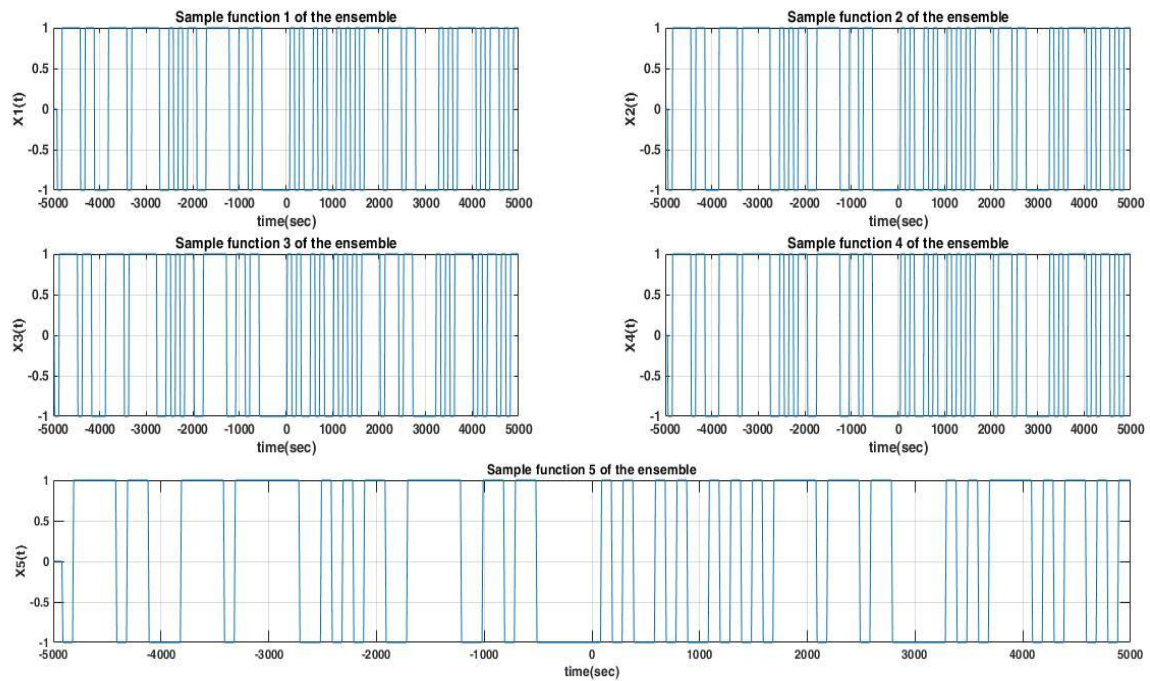 Sample function 1 of the ensemble
X1(t)
1
0.5
0
-0.5
-1
-5000 -4000 -3000 -2000 -1000 0 1000 2000 3000 4000 5000
time(sec)
Sample function 2 of the ensemble
X2(t)
1
0.5
0
-0.5
-1
-5000 -4000 -3000 -2000 -1000 0 1000 2000 3000 4000 5000
time(sec)
Sample function 3 of the ensemble
X3(t)
1
0.5
0
-0.5
-1
-5000 -4000 -3000 -2000 -1000 0 1000 2000 3000 4000 5000
time(sec)
Sample function 4 of the ensemble
X4(t)
1
0.5
0
-0.5
-1
-5000 -4000 -3000 -2000 -1000 0 1000 2000 3000 4000 5000
time(sec)
Sample function 5 of the ensemble
X5(t)
1
0.5
0
-0.5
-1
-5000 -4000 -3000 -2000 -1000 0 1000 2000 3000 4000 5000
time(sec)